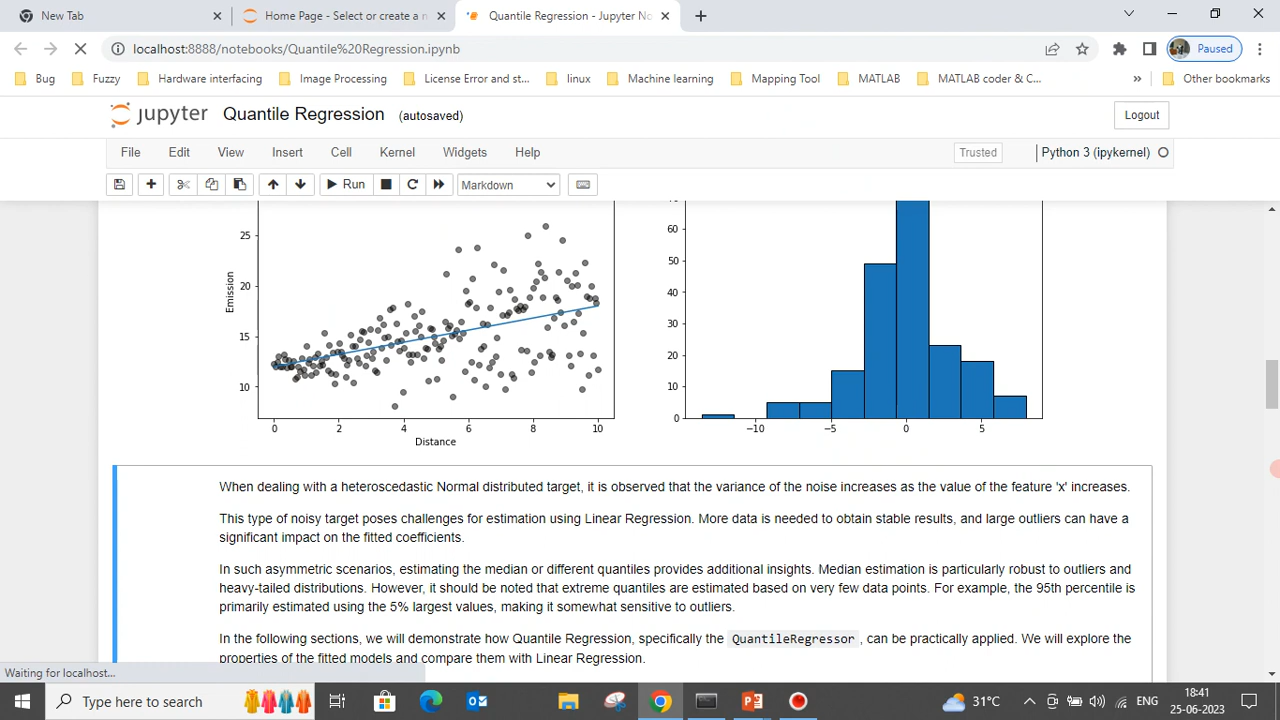 New Tab
Home Page - Select or create a n
Quantile Regression - Jupyter No
localhost:8888/notebooks/Quantile%20Regression.ipynb
Paused
Bug
Fuzzy
Hardware interfacing
Image Processing
License Error and st...
linux
Machine learning
Mapping Tool
MATLAB
MATLAB coder & C...
»
Other bookmarks
jupyter Quantile Regression (autosaved)
Logout
File Edit View Insert Cell Kernel Widgets Help
Trusted
Python 3 (ipykernel)
Run
Markdown
25
20
15
10
Emission
0 2 4 6 8 10
Distance
60
50
40
30
20
10
0
−10 −5 0 5
When dealing with a heteroscedastic Normal distributed target, it is observed that the variance of the noise increases as the value of the feature 'x' increases.
This type of noisy target poses challenges for estimation using Linear Regression. More data is needed to obtain stable results, and large outliers can have a
significant impact on the fitted coefficients.
In such asymmetric scenarios, estimating the median or different quantiles provides additional insights. Median estimation is particularly robust to outliers and
heavy-tailed distributions. However, it should be noted that extreme quantiles are estimated based on very few data points. For example, the 95th percentile is
primarily estimated using the 5% largest values, making it somewhat sensitive to outliers.
In the following sections, we will demonstrate how Quantile Regression, specifically the QuantileRegressor , can be practically applied. We will explore the
properties of the fitted models and compare them with Linear Regression.
Waiting for localhost...
Type here to search
31°C
ENG
18:41
25-06-2023